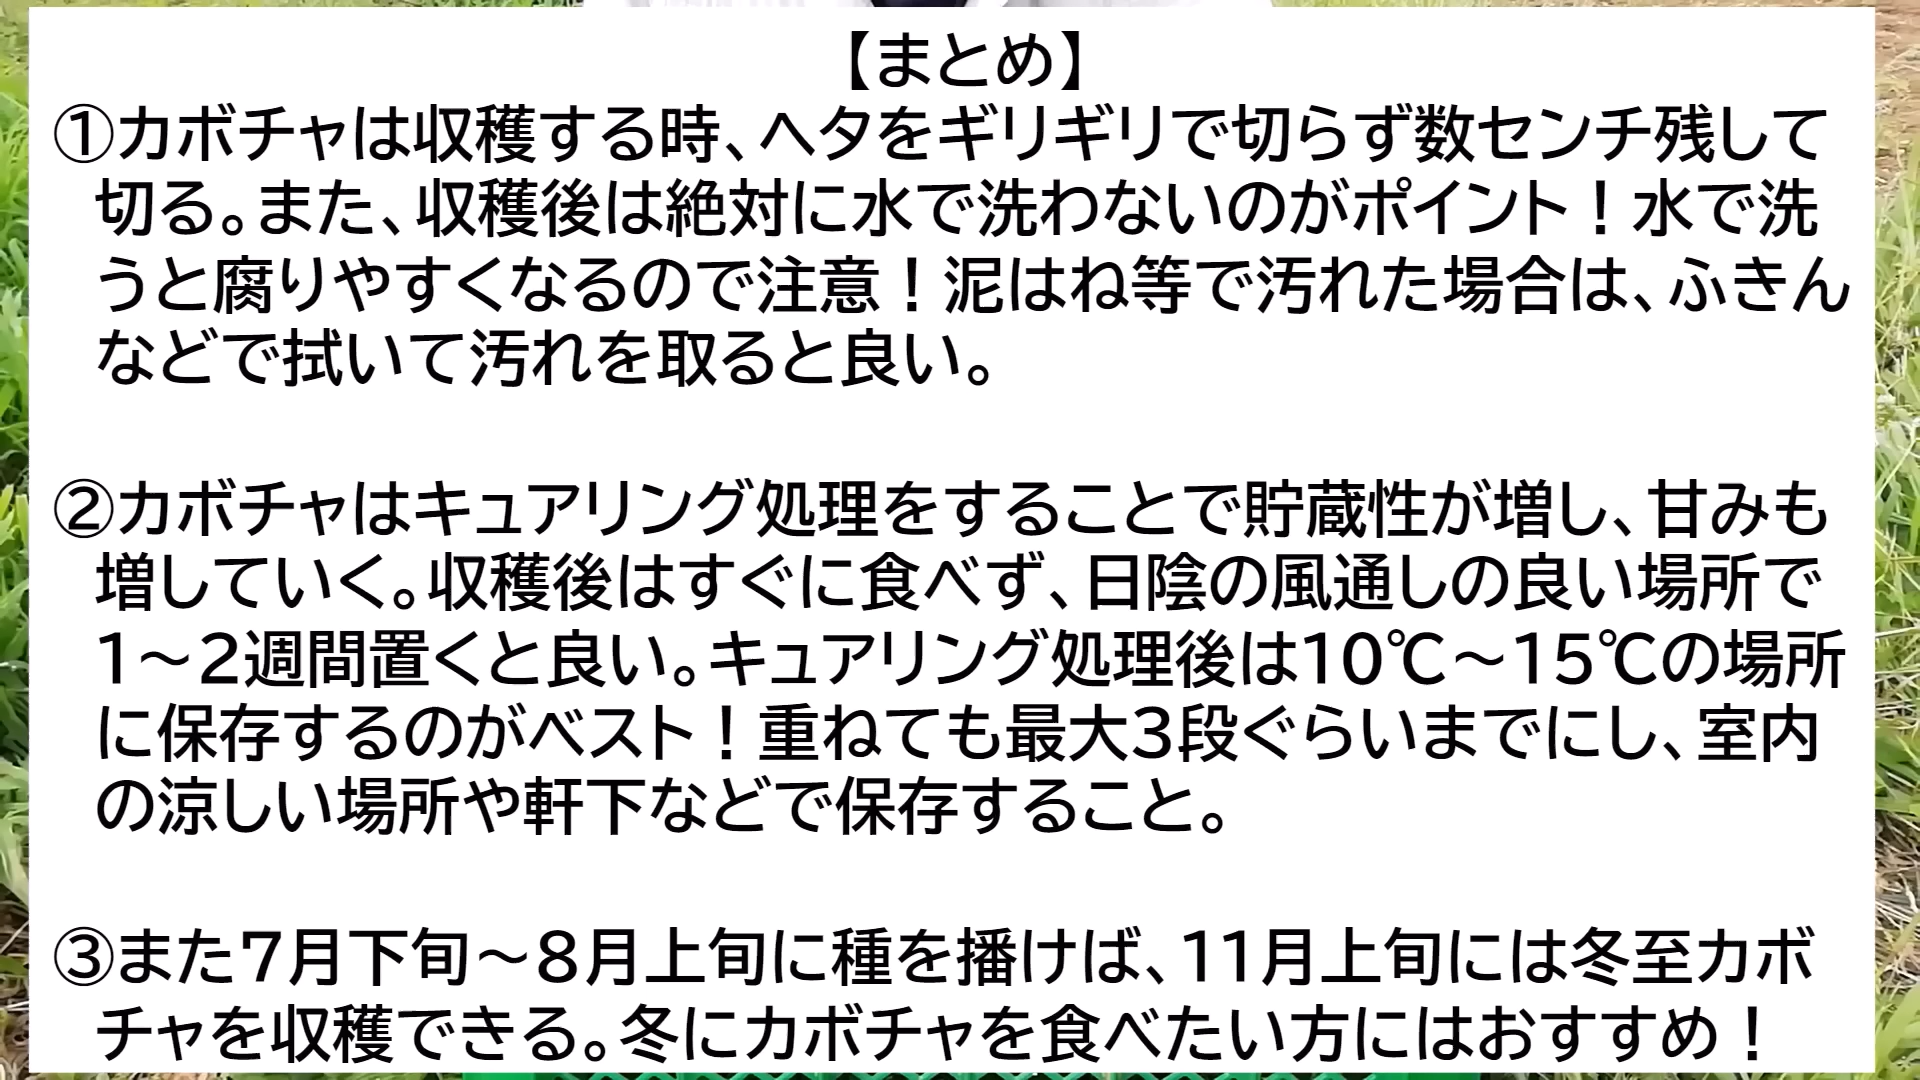 【まとめ】
①カボチャは収穫する時、ヘタをギリギリで切らず数センチ残して
切る。また、収穫後は絶対に水で洗わないのがポイント！水で洗
うと腐りやすくなるので注意！泥はね等で汚れた場合は、ふきん
などで拭いて汚れを取ると良い。
②カボチャはキュアリング処理をすることで貯蔵性が増し、甘みも
増していく。収穫後はすぐに食べず、日陰の風通しの良い場所で
1～2週間置くと良い。キュアリング処理後は10℃～15℃の場所
に保存するのがベスト！重ねても最大3段ぐらいまでにし、室内
の涼しい場所や軒下などで保存すること。
③また7月下旬～8月上旬に種を播けば、11月上旬には冬至カボ
チャを収穫できる。冬にカボチャを食べたい方にはおすすめ！